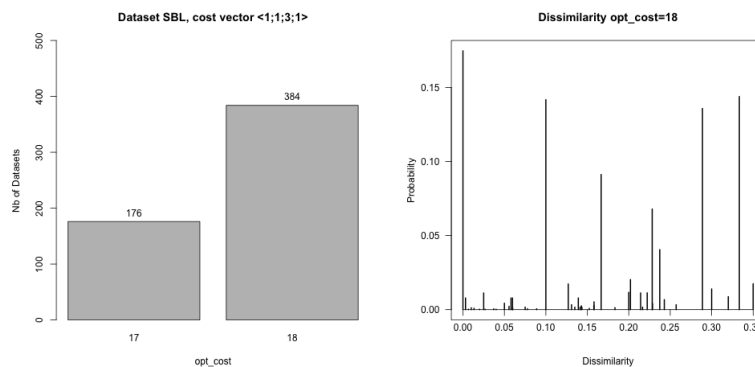 Dataset SBL, cost vector <1;1;3;1>
Nb of Datasets
500
400
300
200
100
0
176
384
17
18
opt_cost
Dissimilarity opt_cost=18
Probability
0.15
0.10
0.05
0.00
0.00 0.05 0.10 0.15 0.20 0.25 0.30 0.35
Dissimilarity